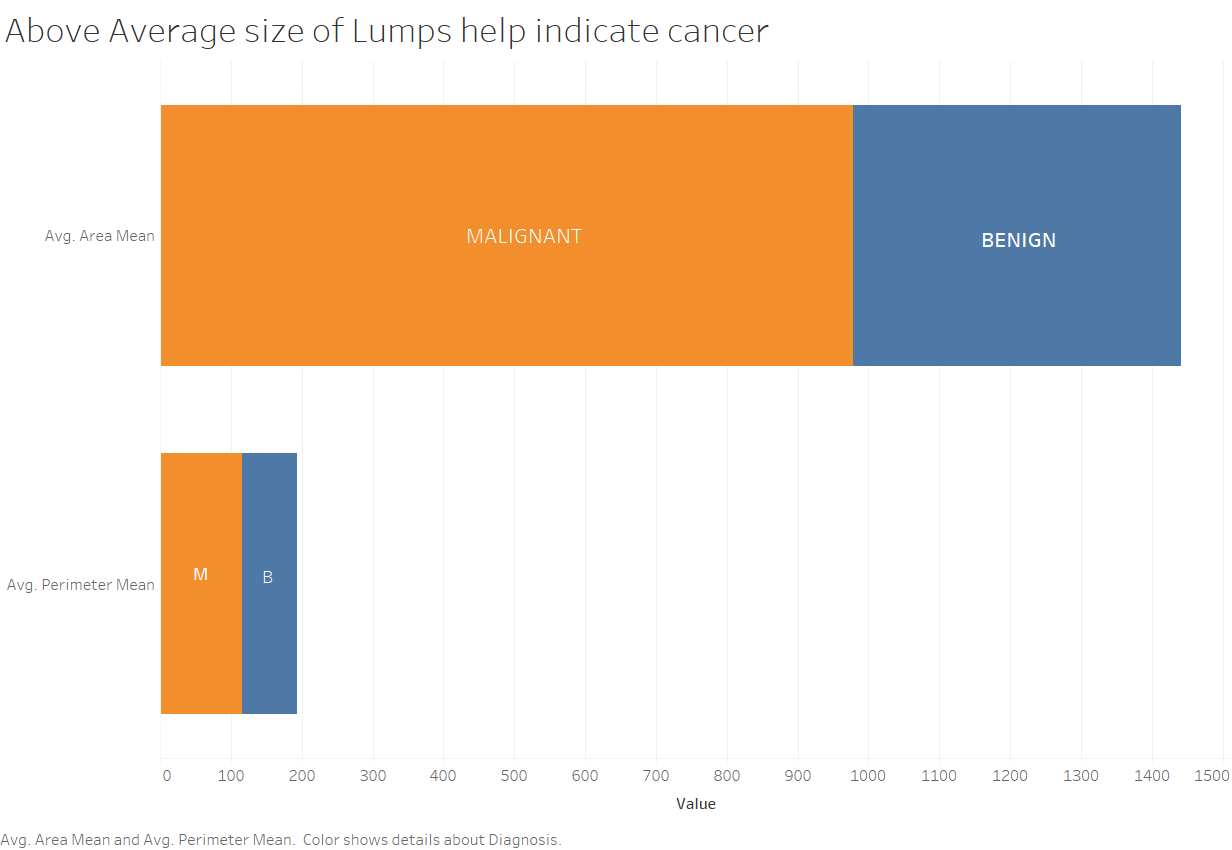 Above Average size of Lumps help indicate cancer
Avg. Area Mean
MALIGNANT
BENIGN
Avg. Perimeter Mean
M
B
0 100 200 300 400 500 600 700 800 900 1000 1100 1200 1300 1400 1500
Value
Avg. Area Mean and Avg. Perimeter Mean.  Color shows details about Diagnosis.